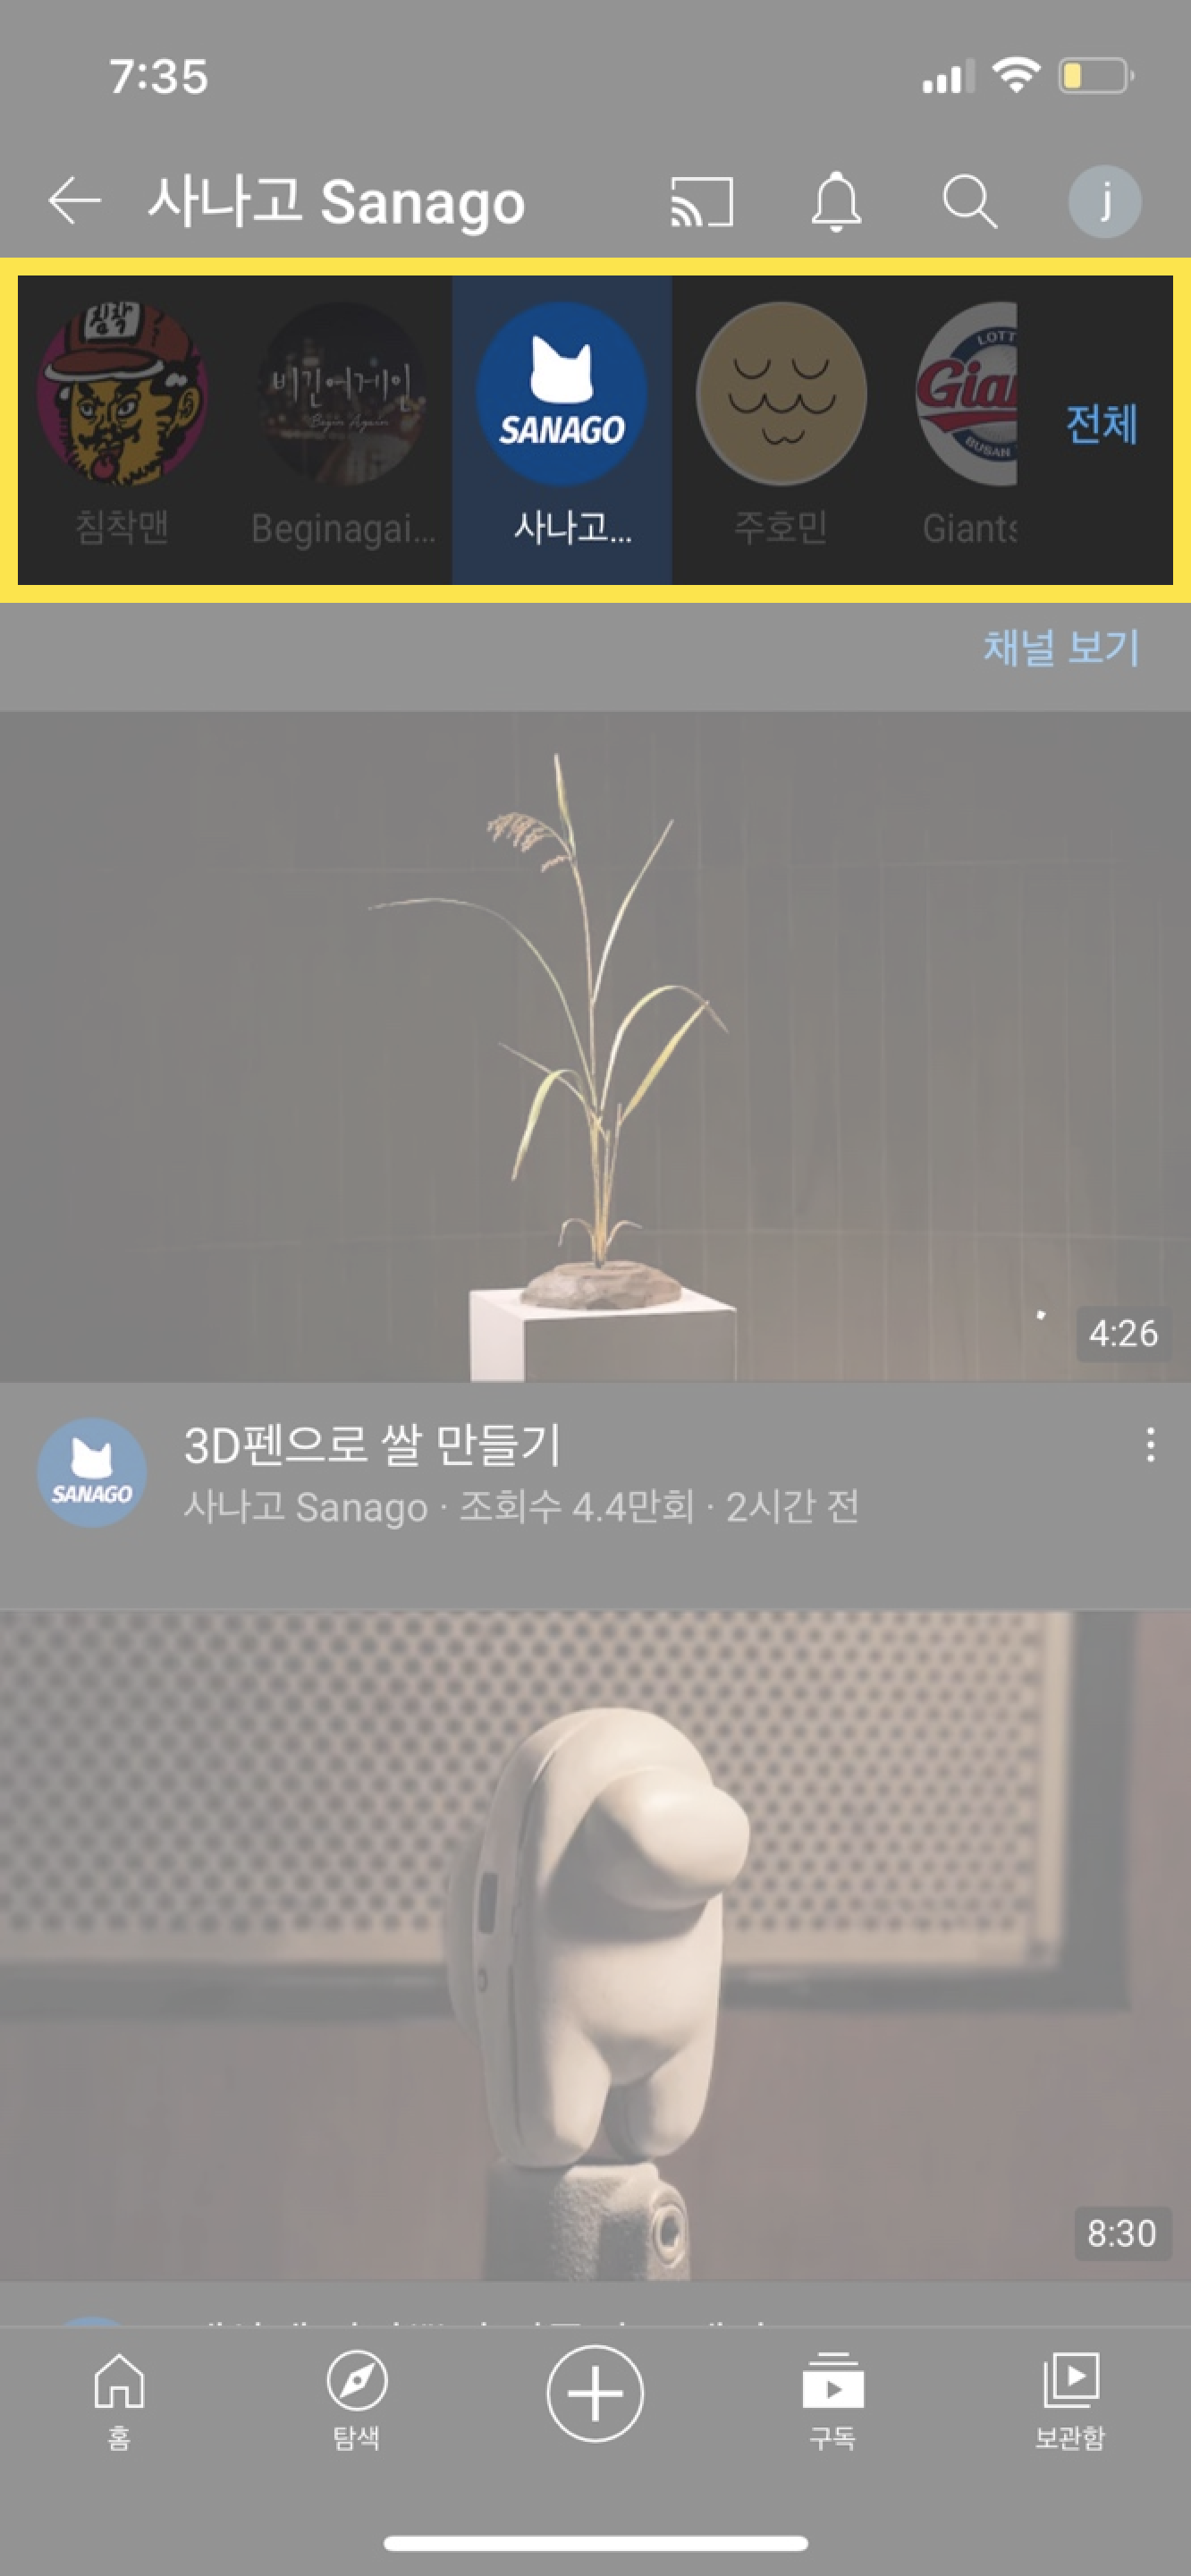 7:35
사나고 Sanago
j
침착
비긴어게인
Begin Again
SANAGO
LOTT
Gia
BUSAN
침착맨
Beginagai...
사나고...
주호민
Giants
전체
채널 보기
4:26
3D펜으로 쌀 만들기
SANAGO
사나고 Sanago · 조회수 4.4만회 · 2시간 전
8:30
홈
탐색
구독
보관함